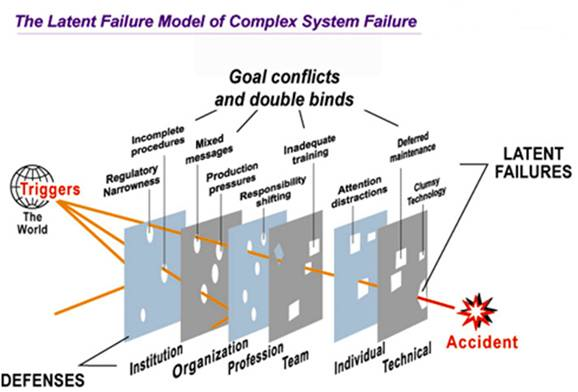 The Latent Failure Model of Complex System Failure
Goal conflicts
and double binds
Incomplete
procedures
Mixed
messages
Inadequate
training
Deferred
maintenance
Regulatory
Narrowness
Production
pressures
Responsibility
shifting
Attention
distractions
Clumsy
Technology
LATENT
FAILURES
Triggers
The
World
Accident
DEFENSES
Institution
Organization
Profession
Team
Individual
Technical